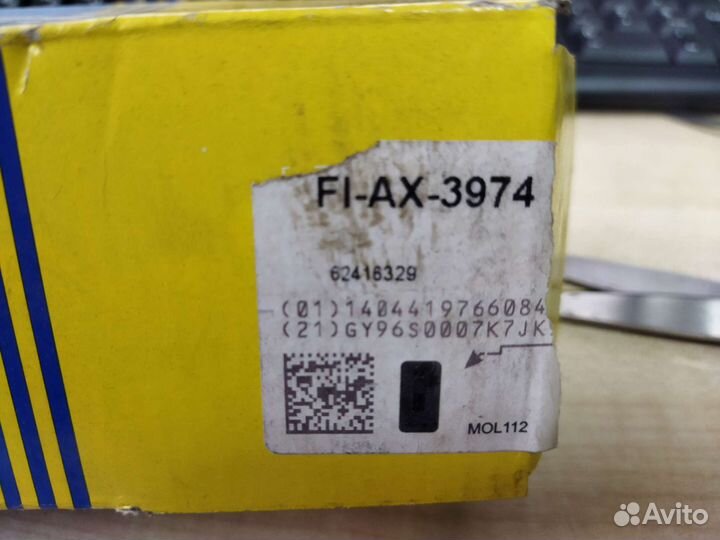 FI-AX-3974
62416329
(01)1404419766084
(21)GY96S0007K7JK
MOL112
Avito